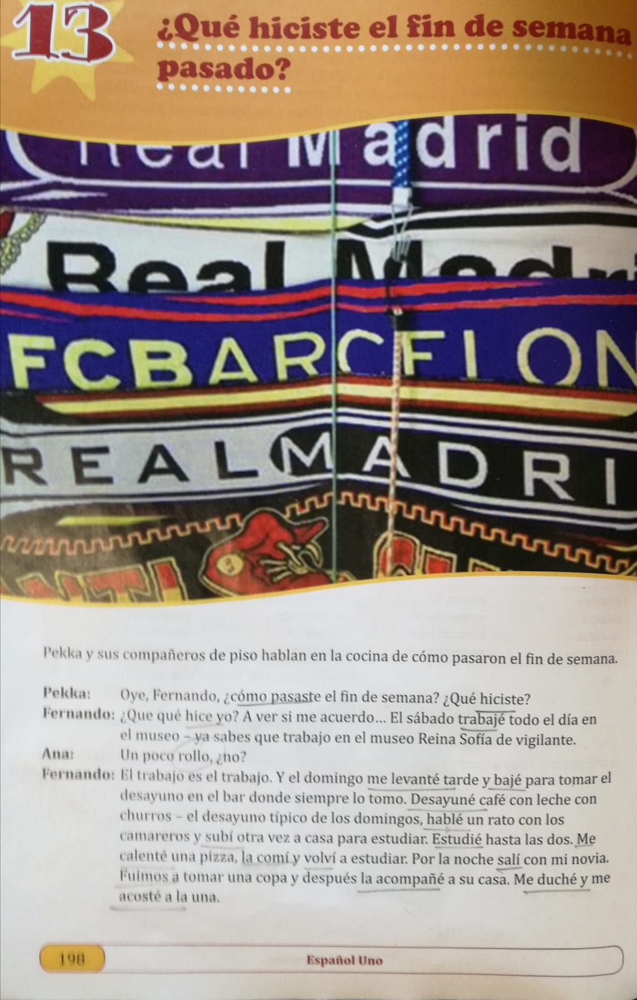 13
¿Qué hiciste el fin de semana
pasado?
Real Madrid
Real Madri
FCBARCELON
REALMADRI
Pekka y sus compañeros de piso hablan en la cocina de cómo pasaron el fin de semana.
Pekka: Oye, Fernando, ¿cómo pasaste el fin de semana? ¿Qué hiciste?
Fernando: ¿Que qué hice yo? A ver si me acuerdo... El sábado trabajé todo el día en
el museo – ya sabes que trabajo en el museo Reina Sofía de vigilante.
Ana: Un poco rollo, ¿no?
Fernando: El trabajo es el trabajo. Y el domingo me levanté tarde y bajé para tomar el
desayuno en el bar donde siempre lo tomo. Desayuné café con leche con
churros – el desayuno típico de los domingos, hablé un rato con los
camareros y subí otra vez a casa para estudiar. Estudié hasta las dos. Me
calenté una pizza, la comí y volví a estudiar. Por la noche salí con mi novia.
Fuimos a tomar una copa y después la acompañé a su casa. Me duché y me
acosté a la una.
198
Español Uno